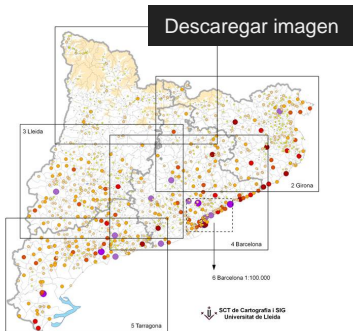 Descaregar imagen
3 Lleida
2 Girona
4 Barcelona
6 Barcelona 1:100.000
SCT de Cartografia i SIG
Universitat de Lleida
5 Tarragona